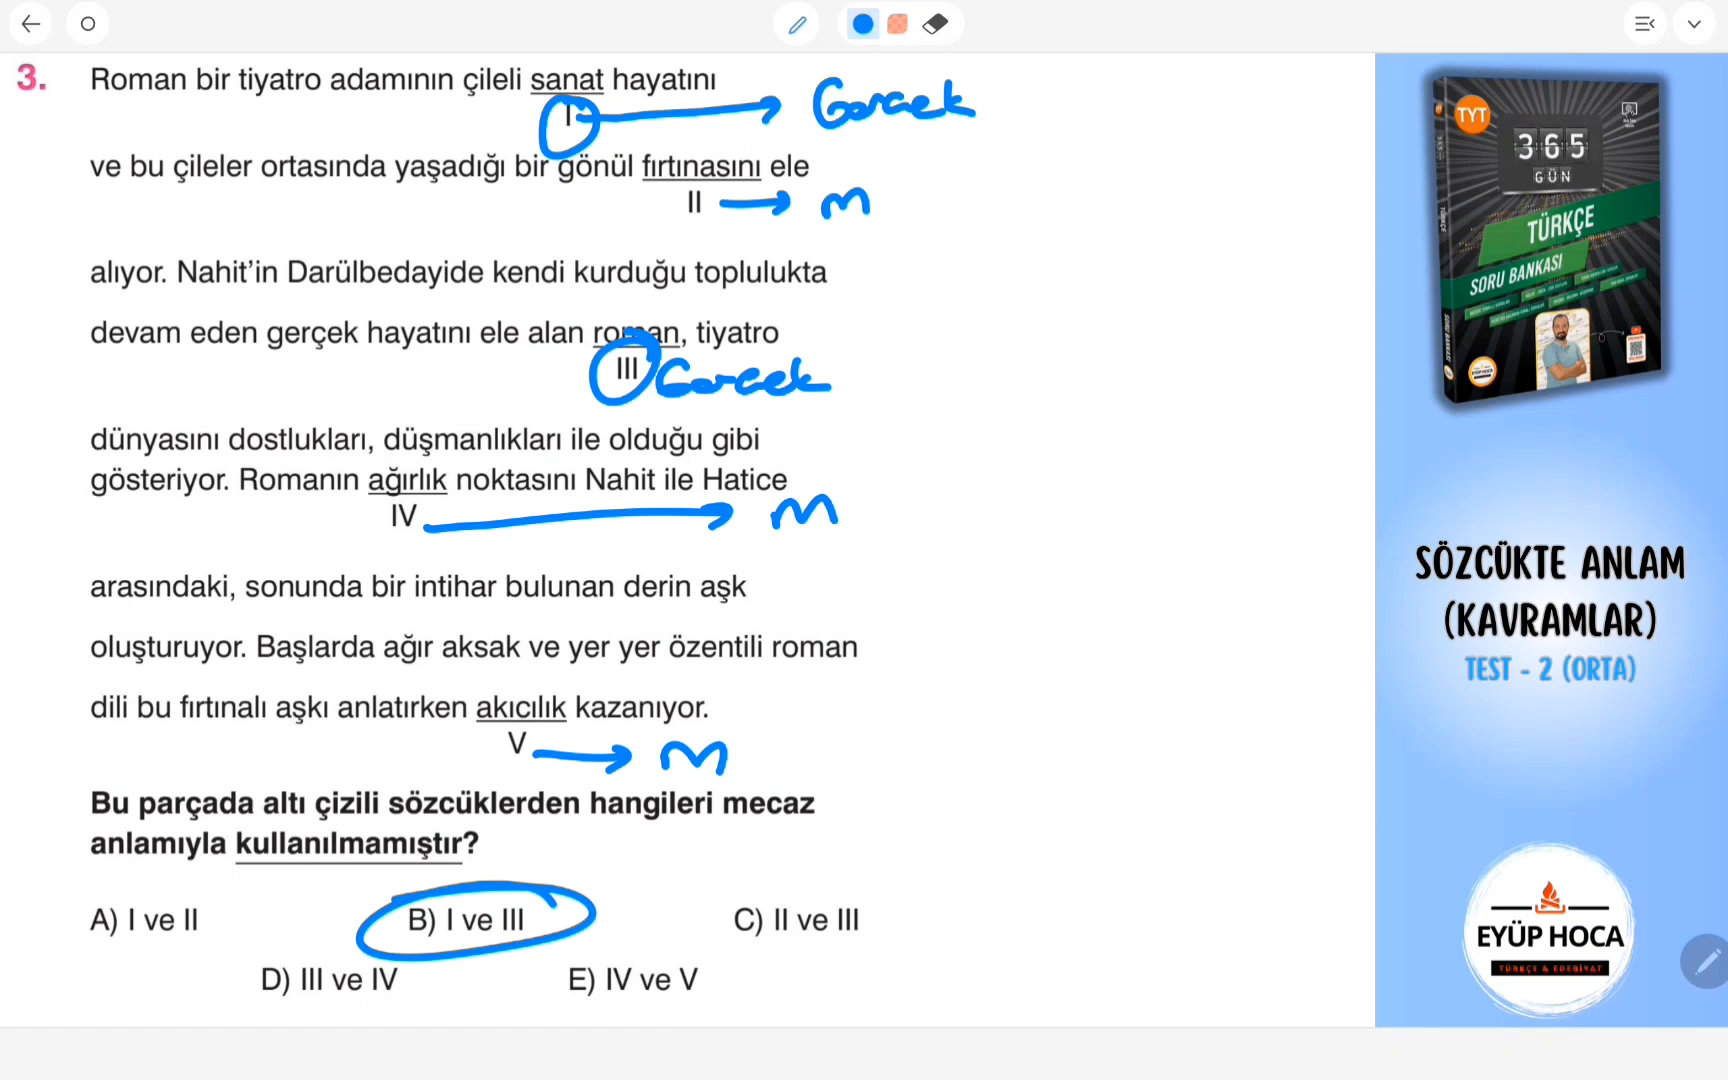 3. Roman bir tiyatro adamının çileli sanat hayatını
I Gerçek
ve bu çileler ortasında yaşadığı bir gönül fırtınasını ele
II m
alıyor. Nahit'in Darülbedayide kendi kurduğu toplulukta
devam eden gerçek hayatını ele alan roman, tiyatro
III Gerçek
dünyasını dostlukları, düşmanlıkları ile olduğu gibi
gösteriyor. Romanın ağırlık noktasını Nahit ile Hatice
IV m
arasındaki, sonunda bir intihar bulunan derin aşk
oluşturuyor. Başlarda ağır aksak ve yer yer özentili roman
dili bu fırtınalı aşkı anlatırken akıcılık kazanıyor.
V m
Bu parçada altı çizili sözcüklerden hangileri mecaz
anlamıyla kullanılmamıştır?
A) I ve II B) I ve III C) II ve III
D) III ve IV E) IV ve V
TYT
365
GÜN
TÜRKÇE
SORU BANKASI
SÖZCÜKTE ANLAM
(KAVRAMLAR)
TEST - 2 (ORTA)
EYÜP HOCA
TÜRKÇE & EDEBİYAT